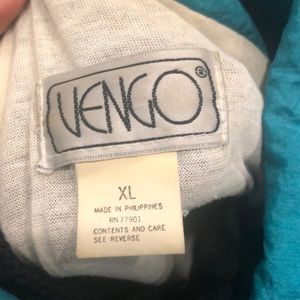 VENGO®
XL
MADE IN PHILIPPINES
RN 77901
CONTENTS AND CARE
SEE REVERSE